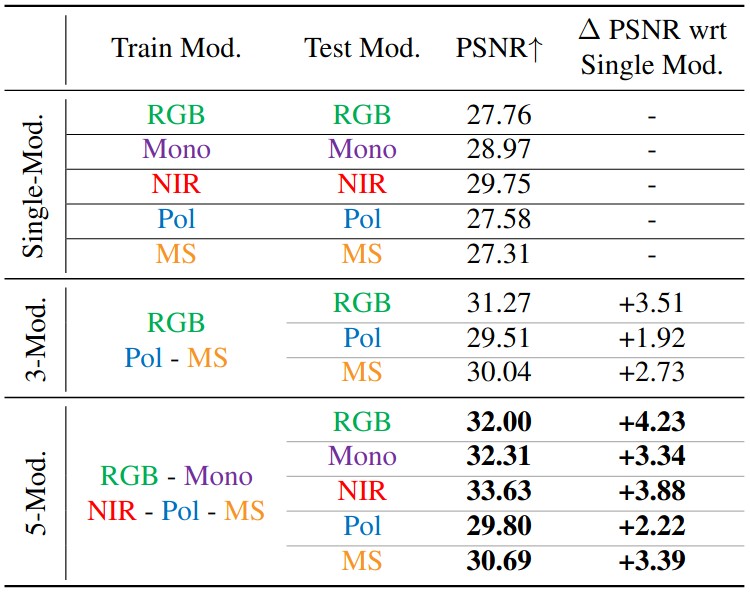 Train Mod. Test Mod. PSNR↑ Δ PSNR wrt Single Mod.
Single-Mod.
RGB RGB 27.76 -
Mono Mono 28.97 -
NIR NIR 29.75 -
Pol Pol 27.58 -
MS MS 27.31 -
3-Mod.
RGB
Pol - MS
RGB 31.27 +3.51
Pol 29.51 +1.92
MS 30.04 +2.73
5-Mod.
RGB - Mono
NIR - Pol - MS
RGB 32.00 +4.23
Mono 32.31 +3.34
NIR 33.63 +3.88
Pol 29.80 +2.22
MS 30.69 +3.39